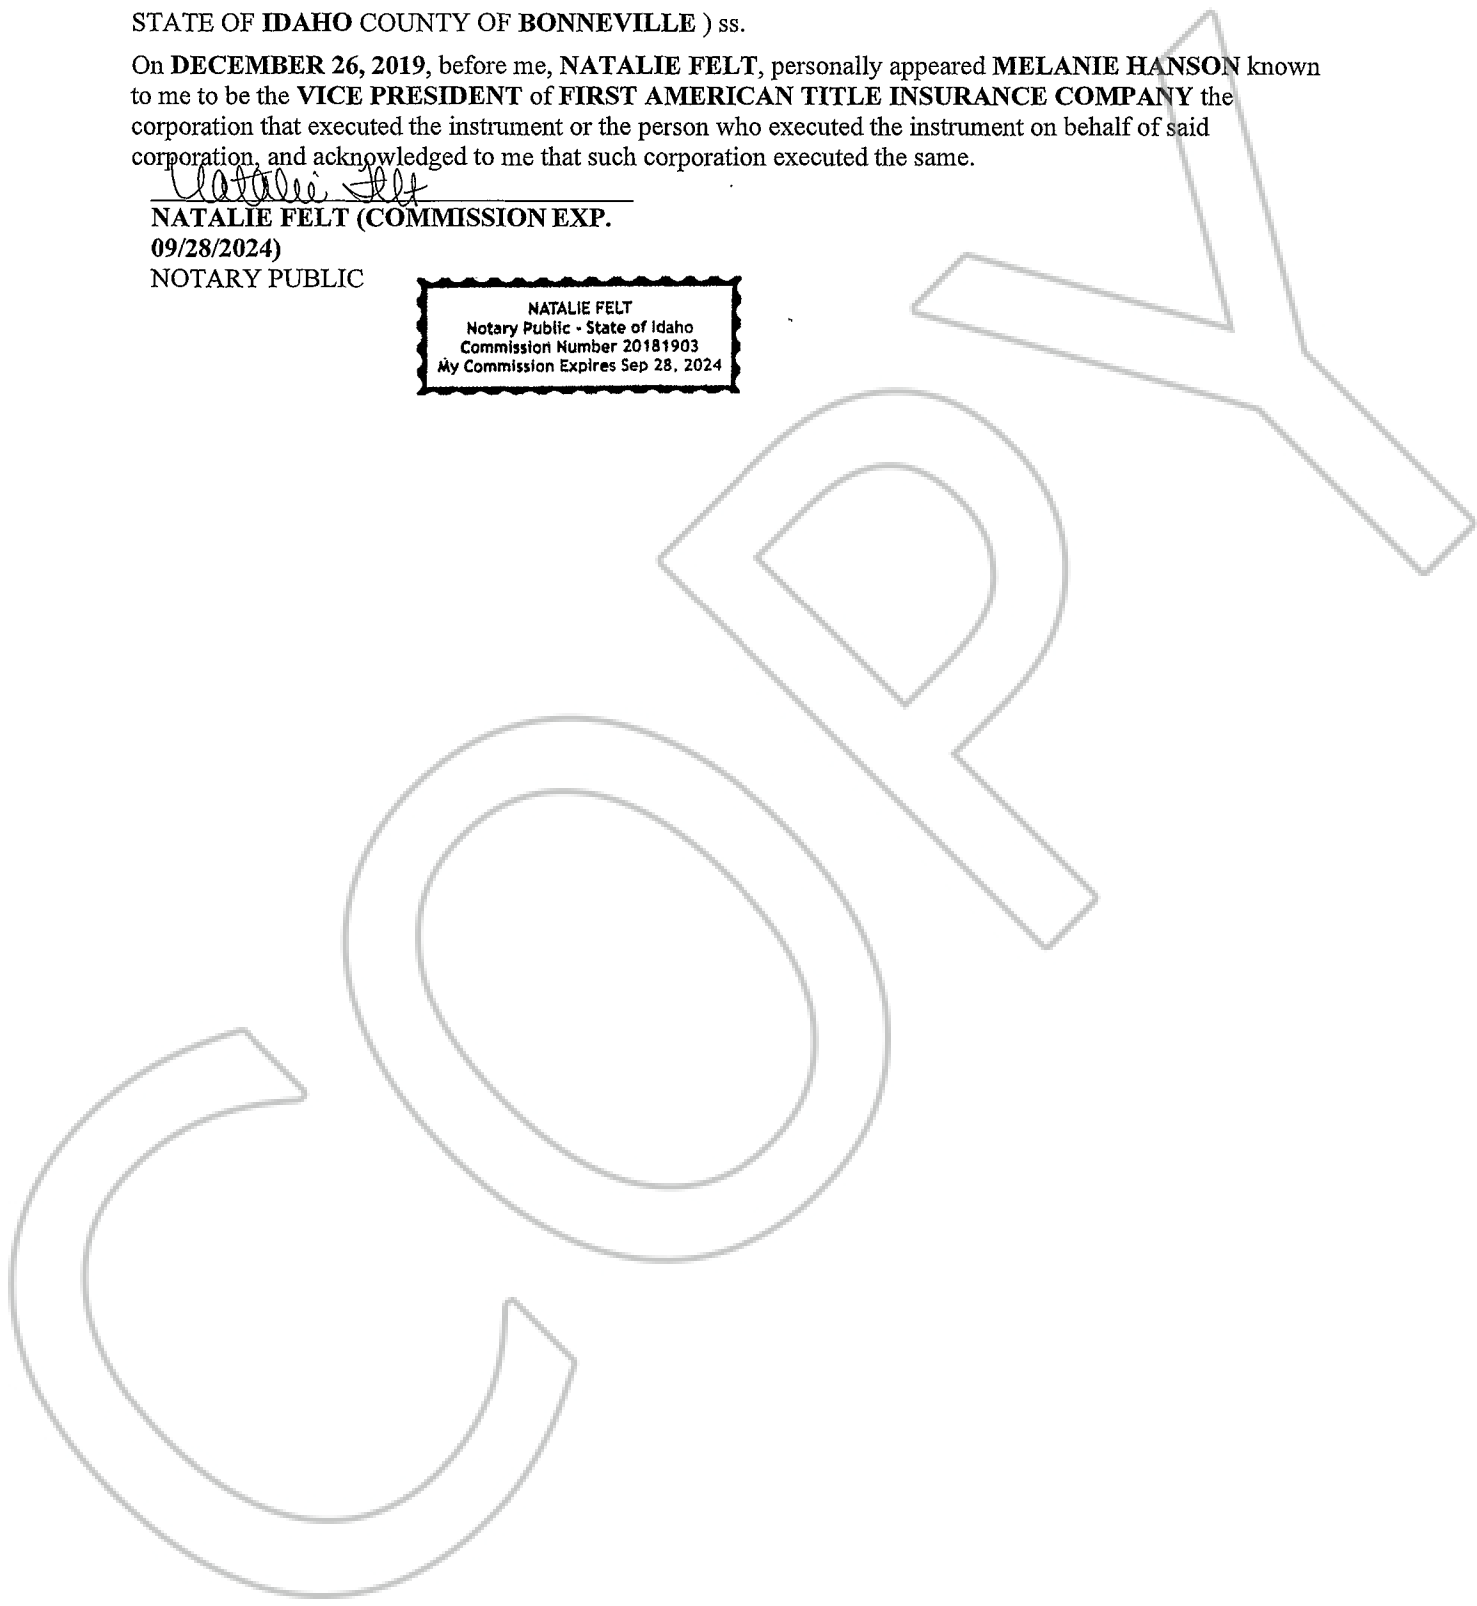 STATE OF IDAHO COUNTY OF BONNEVILLE ) ss.
On DECEMBER 26, 2019, before me, NATALIE FELT, personally appeared MELANIE HANSON known
to me to be the VICE PRESIDENT of FIRST AMERICAN TITLE INSURANCE COMPANY the
corporation that executed the instrument or the person who executed the instrument on behalf of said
corporation, and acknowledged to me that such corporation executed the same.
Natalie Felt
NATALIE FELT (COMMISSION EXP.
09/28/2024)
NOTARY PUBLIC
NATALIE FELT
Notary Public - State of Idaho
Commission Number 20181903
My Commission Expires Sep 28, 2024
COPY